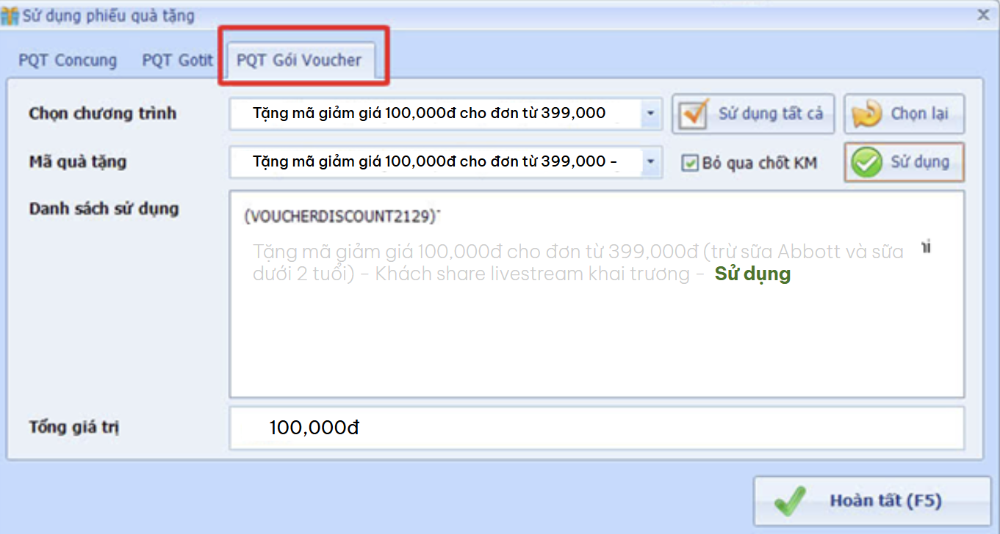 Sử dụng phiếu quà tặng
PQT Concung PQT Gotit PQT Gói Voucher
Chọn chương trình Tặng mã giảm giá 100,000đ cho đơn từ 399,000 Sử dụng tất cả Chọn lại
Mã quà tặng Tặng mã giảm giá 100,000đ cho đơn từ 399,000 - Bỏ qua chốt KM Sử dụng
Danh sách sử dụng (VOUCHERDISCOUNT2129)
Tặng mã giảm giá 100,000đ cho đơn từ 399,000đ (trừ sữa Abbott và sữa
dưới 2 tuổi) - Khách share livestream khai trương - Sử dụng
Tổng giá trị 100,000đ
Hoàn tất (F5)